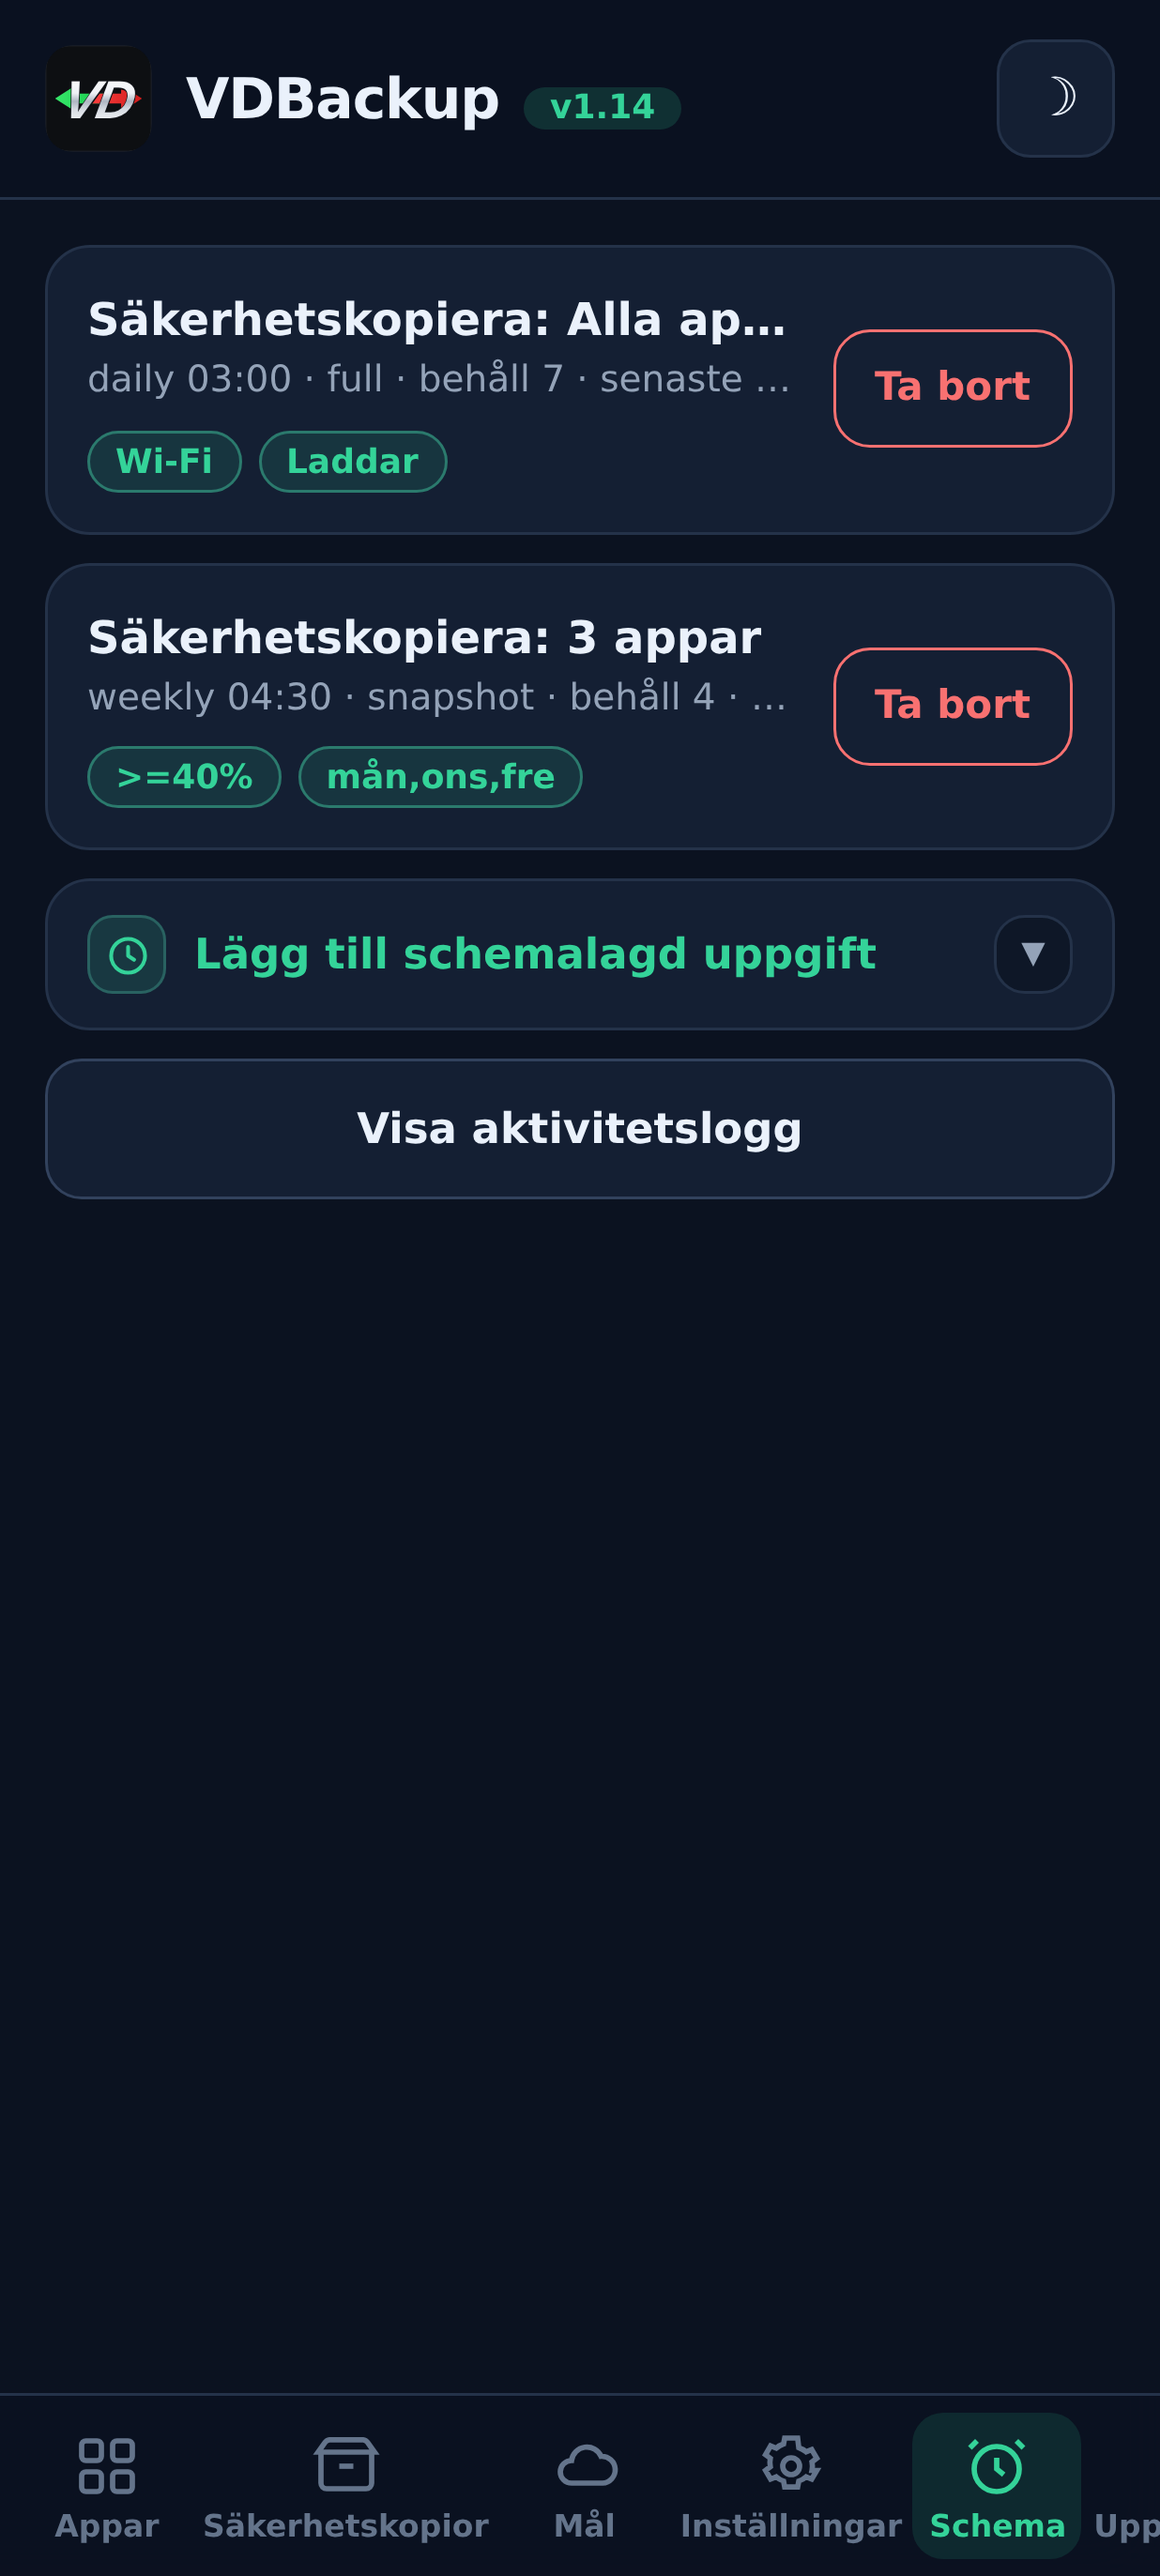 VD
VDBackup v1.14
Säkerhetskopiera: Alla ap...
daily 03:00 · full · behåll 7 · senaste ...
Ta bort
Wi-Fi Laddar
Säkerhetskopiera: 3 appar
weekly 04:30 · snapshot · behåll 4 · ...
Ta bort
>=40% mån,ons,fre
Lägg till schemalagd uppgift
Visa aktivitetslogg
Appar Säkerhetskopior Mål Inställningar Schema Upp